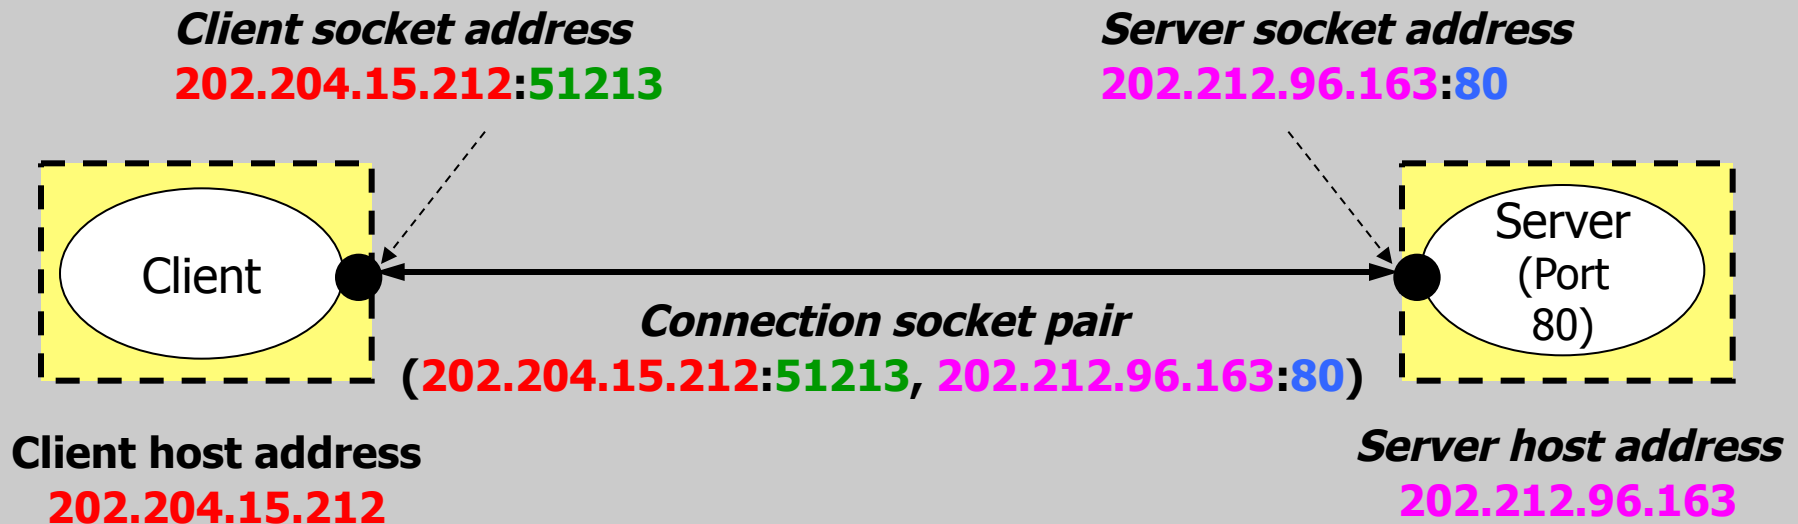 Client socket address
202.204.15.212:51213
Server socket address
202.212.96.163:80
Client
Server
(Port
80)
Connection socket pair
(202.204.15.212:51213, 202.212.96.163:80)
Client host address
202.204.15.212
Server host address
202.212.96.163